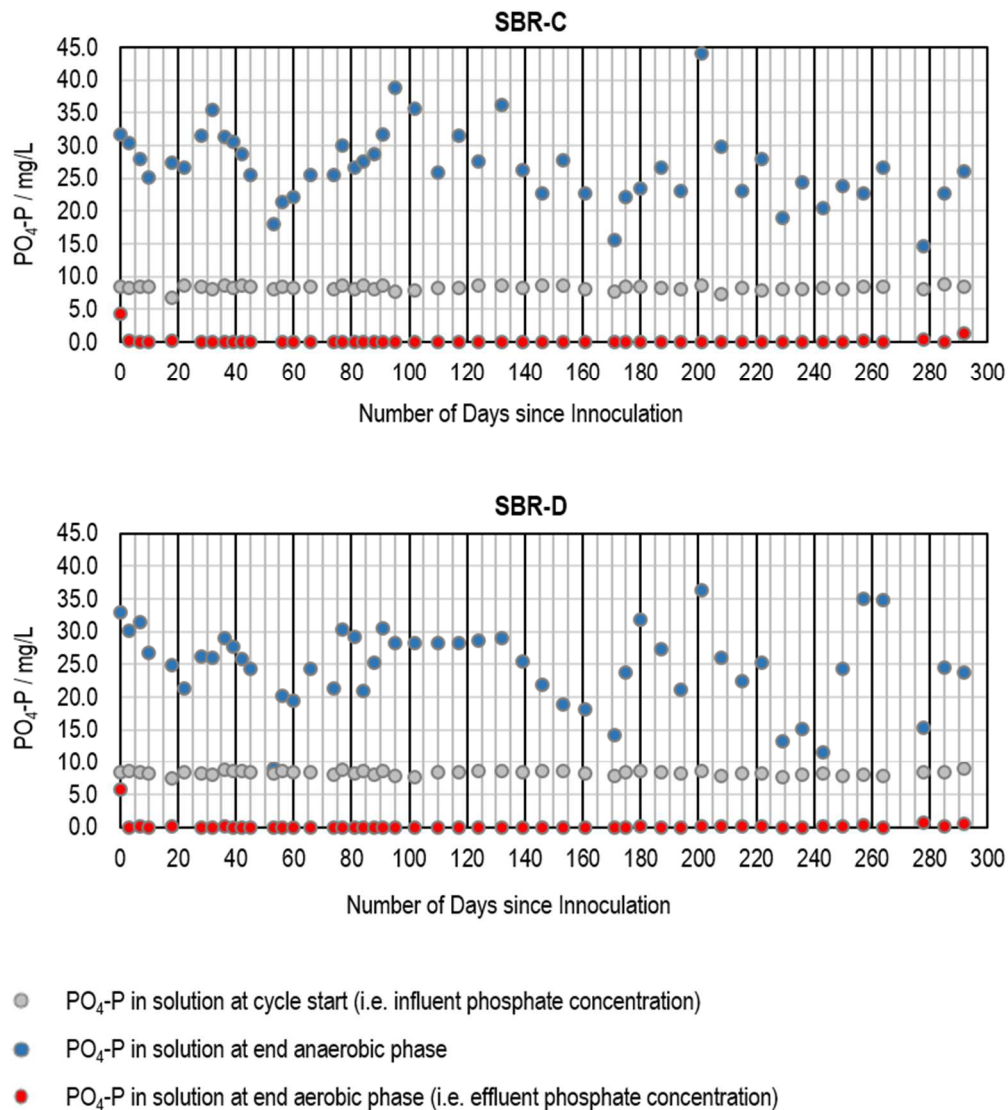 SBR-C
PO4-P / mg/L
45.0
40.0
35.0
30.0
25.0
20.0
15.0
10.0
5.0
0.0
0 20 40 60 80 100 120 140 160 180 200 220 240 260 280 300
Number of Days since Innoculation
SBR-D
PO4-P / mg/L
45.0
40.0
35.0
30.0
25.0
20.0
15.0
10.0
5.0
0.0
0 20 40 60 80 100 120 140 160 180 200 220 240 260 280 300
Number of Days since Innoculation
PO4-P in solution at cycle start (i.e. influent phosphate concentration)
PO4-P in solution at end anaerobic phase
PO4-P in solution at end aerobic phase (i.e. effluent phosphate concentration)